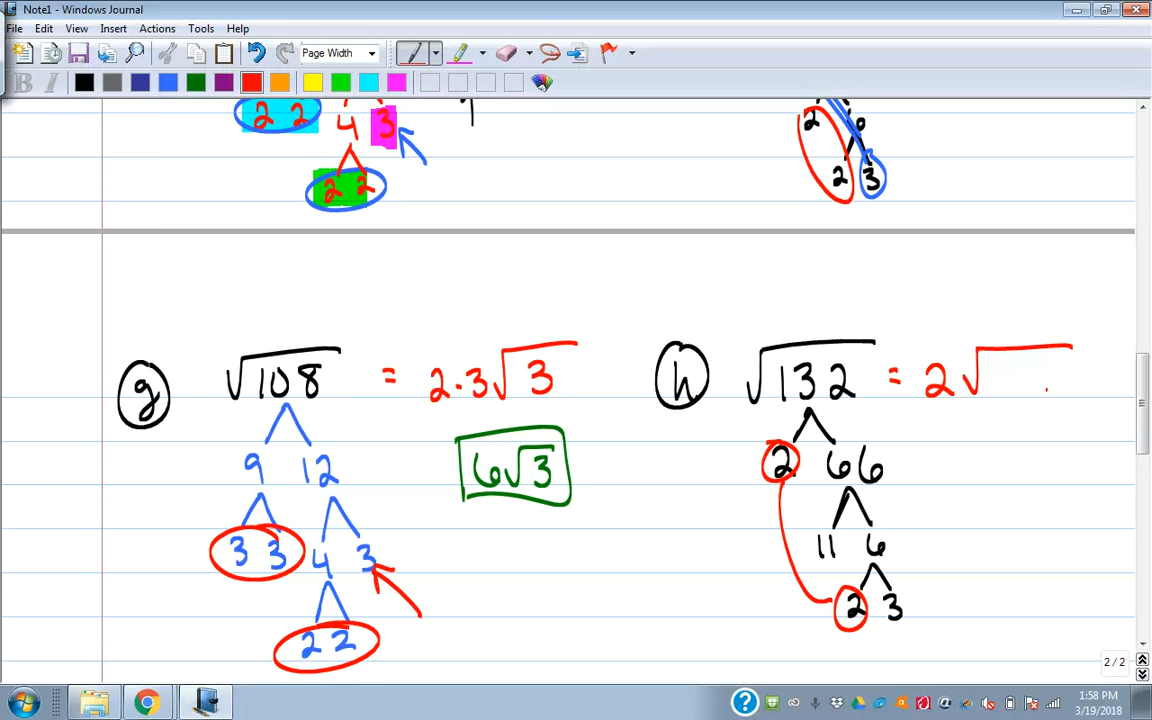 Note1 - Windows Journal
File Edit View Insert Actions Tools Help
Page Width
B I
2 2 4 3
2 2
2 6
2 3
g √108 = 2·3√3
h √132 = 2√
9 12
6√3
2 66
3 3 4 3
11 6
2 2
2 3
2 / 2
1:58 PM
3/19/2018